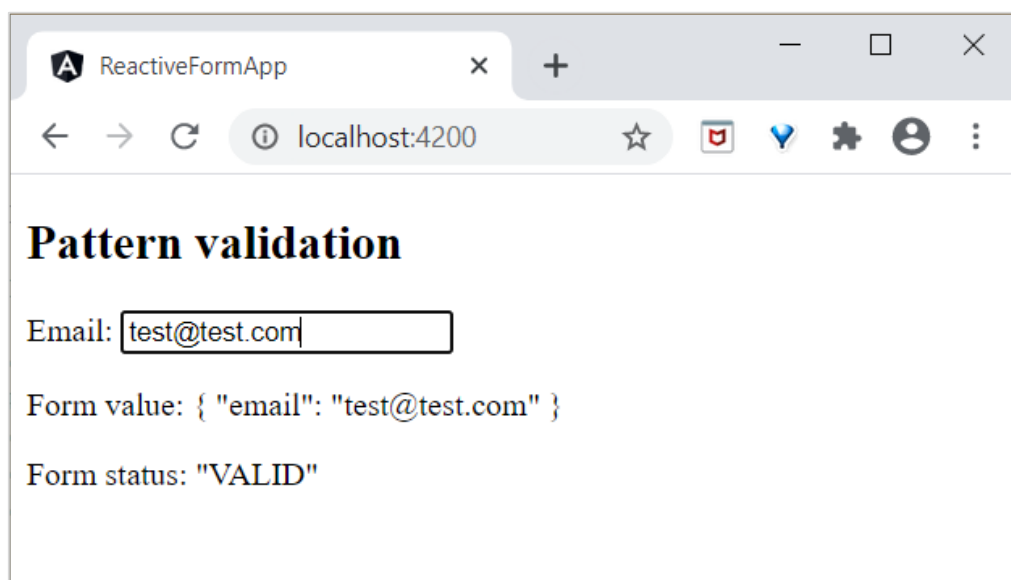 ReactiveFormApp
localhost:4200
Pattern validation
Email: test@test.com
Form value: { "email": "test@test.com" }
Form status: "VALID"